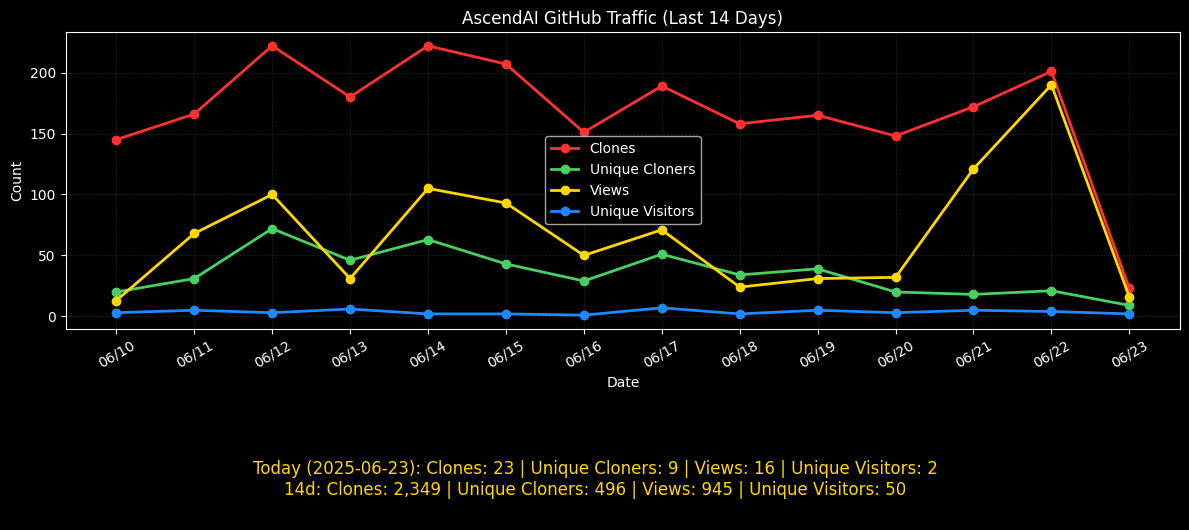 AscendAI GitHub Traffic (Last 14 Days)
Count
200
150
100
50
0
Clones
Unique Cloners
Views
Unique Visitors
06/10 06/11 06/12 06/13 06/14 06/15 06/16 06/17 06/18 06/19 06/20 06/21 06/22 06/23
Date
Today (2025-06-23): Clones: 23 | Unique Cloners: 9 | Views: 16 | Unique Visitors: 2
14d: Clones: 2,349 | Unique Cloners: 496 | Views: 945 | Unique Visitors: 50